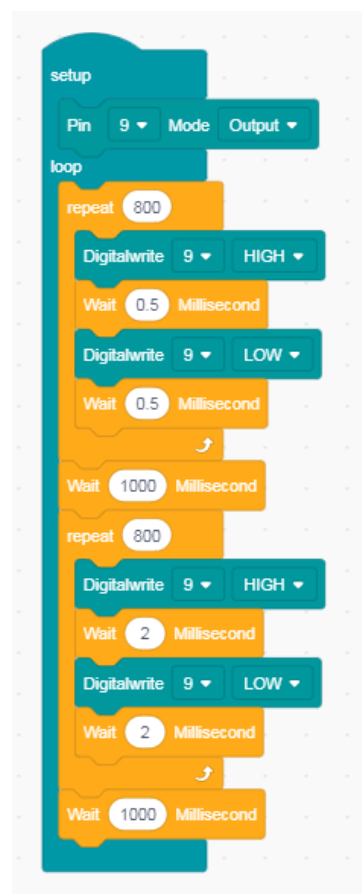 setup
Pin 9 Mode Output
loop
repeat 800
Digitalwrite 9 HIGH
Wait 0.5 Millisecond
Digitalwrite 9 LOW
Wait 0.5 Millisecond
Wait 1000 Millisecond
repeat 800
Digitalwrite 9 HIGH
Wait 2 Millisecond
Digitalwrite 9 LOW
Wait 2 Millisecond
Wait 1000 Millisecond